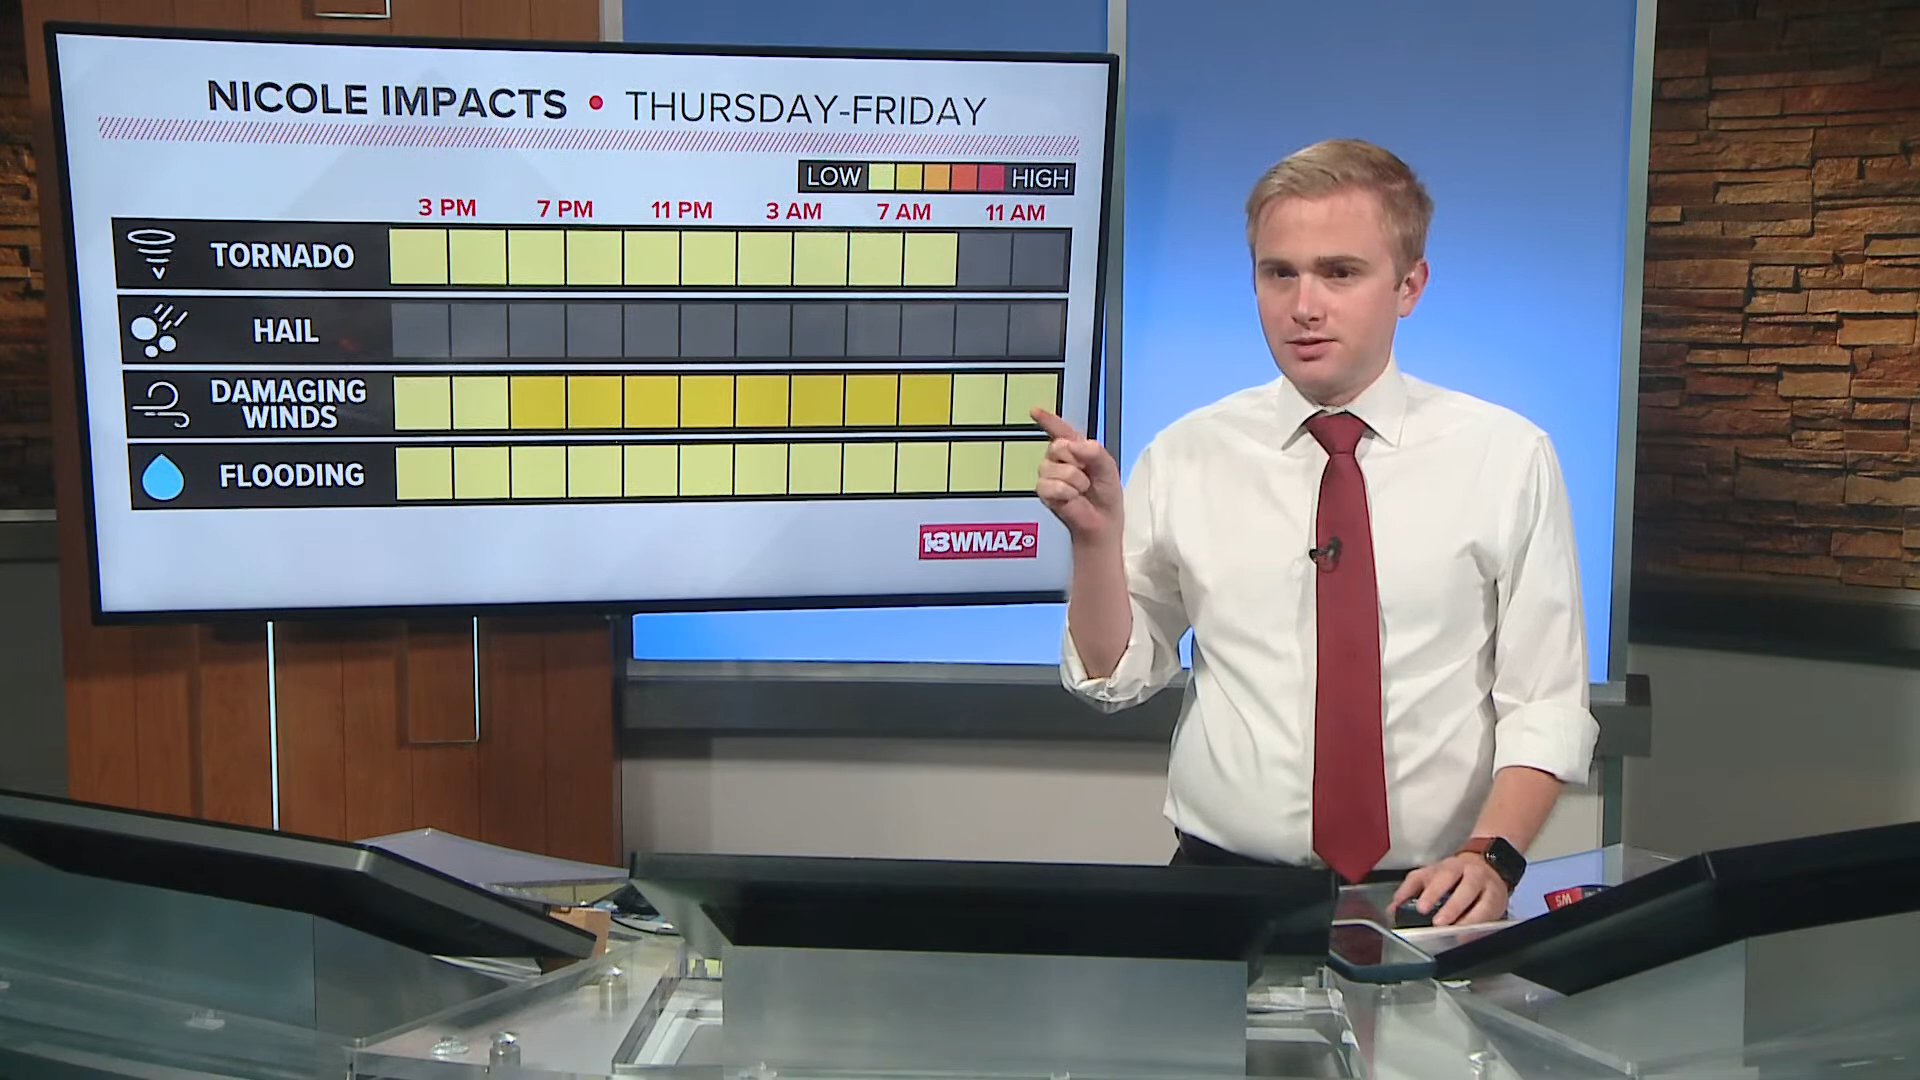 NICOLE IMPACTS • THURSDAY-FRIDAY
LOW HIGH
3 PM 7 PM 11 PM 3 AM 7 AM 11 AM
TORNADO
HAIL
DAMAGING
WINDS
FLOODING
13WMAZ